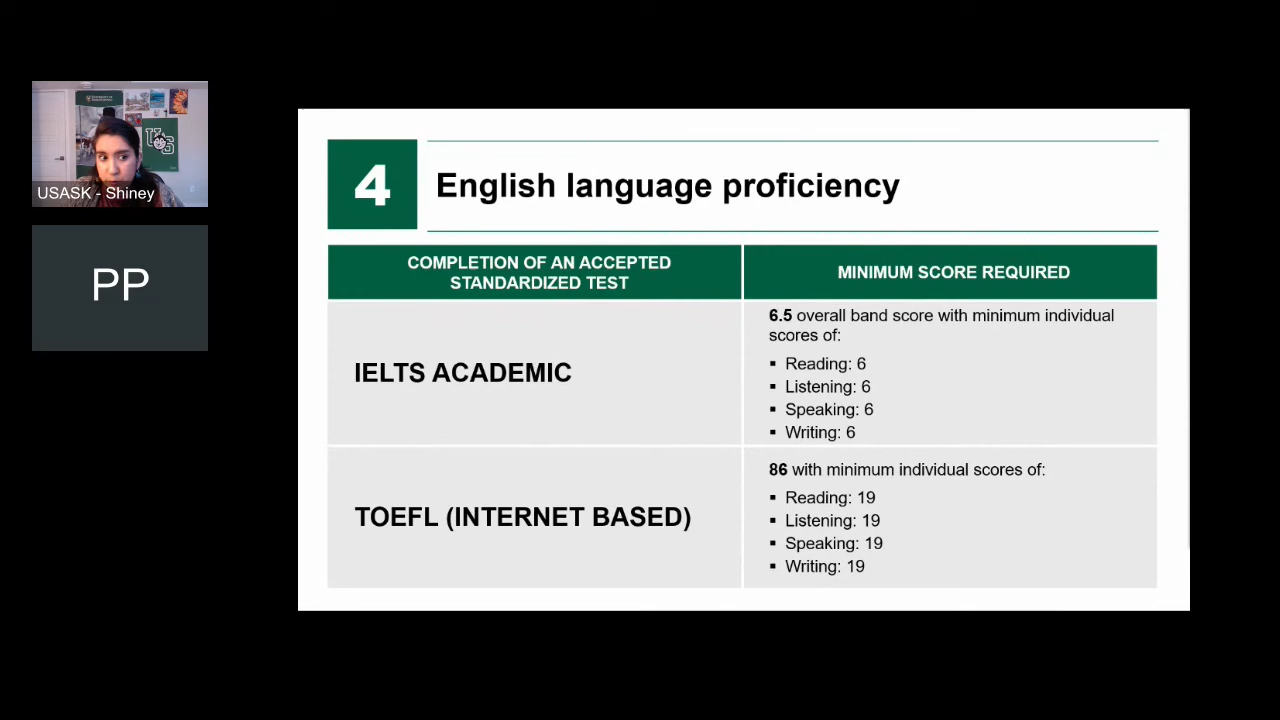 USASK - Shiney
PP
4
English language proficiency
COMPLETION OF AN ACCEPTED
STANDARDIZED TEST
MINIMUM SCORE REQUIRED
IELTS ACADEMIC
6.5 overall band score with minimum individual
scores of:
▪ Reading: 6
▪ Listening: 6
▪ Speaking: 6
▪ Writing: 6
TOEFL (INTERNET BASED)
86 with minimum individual scores of:
▪ Reading: 19
▪ Listening: 19
▪ Speaking: 19
▪ Writing: 19